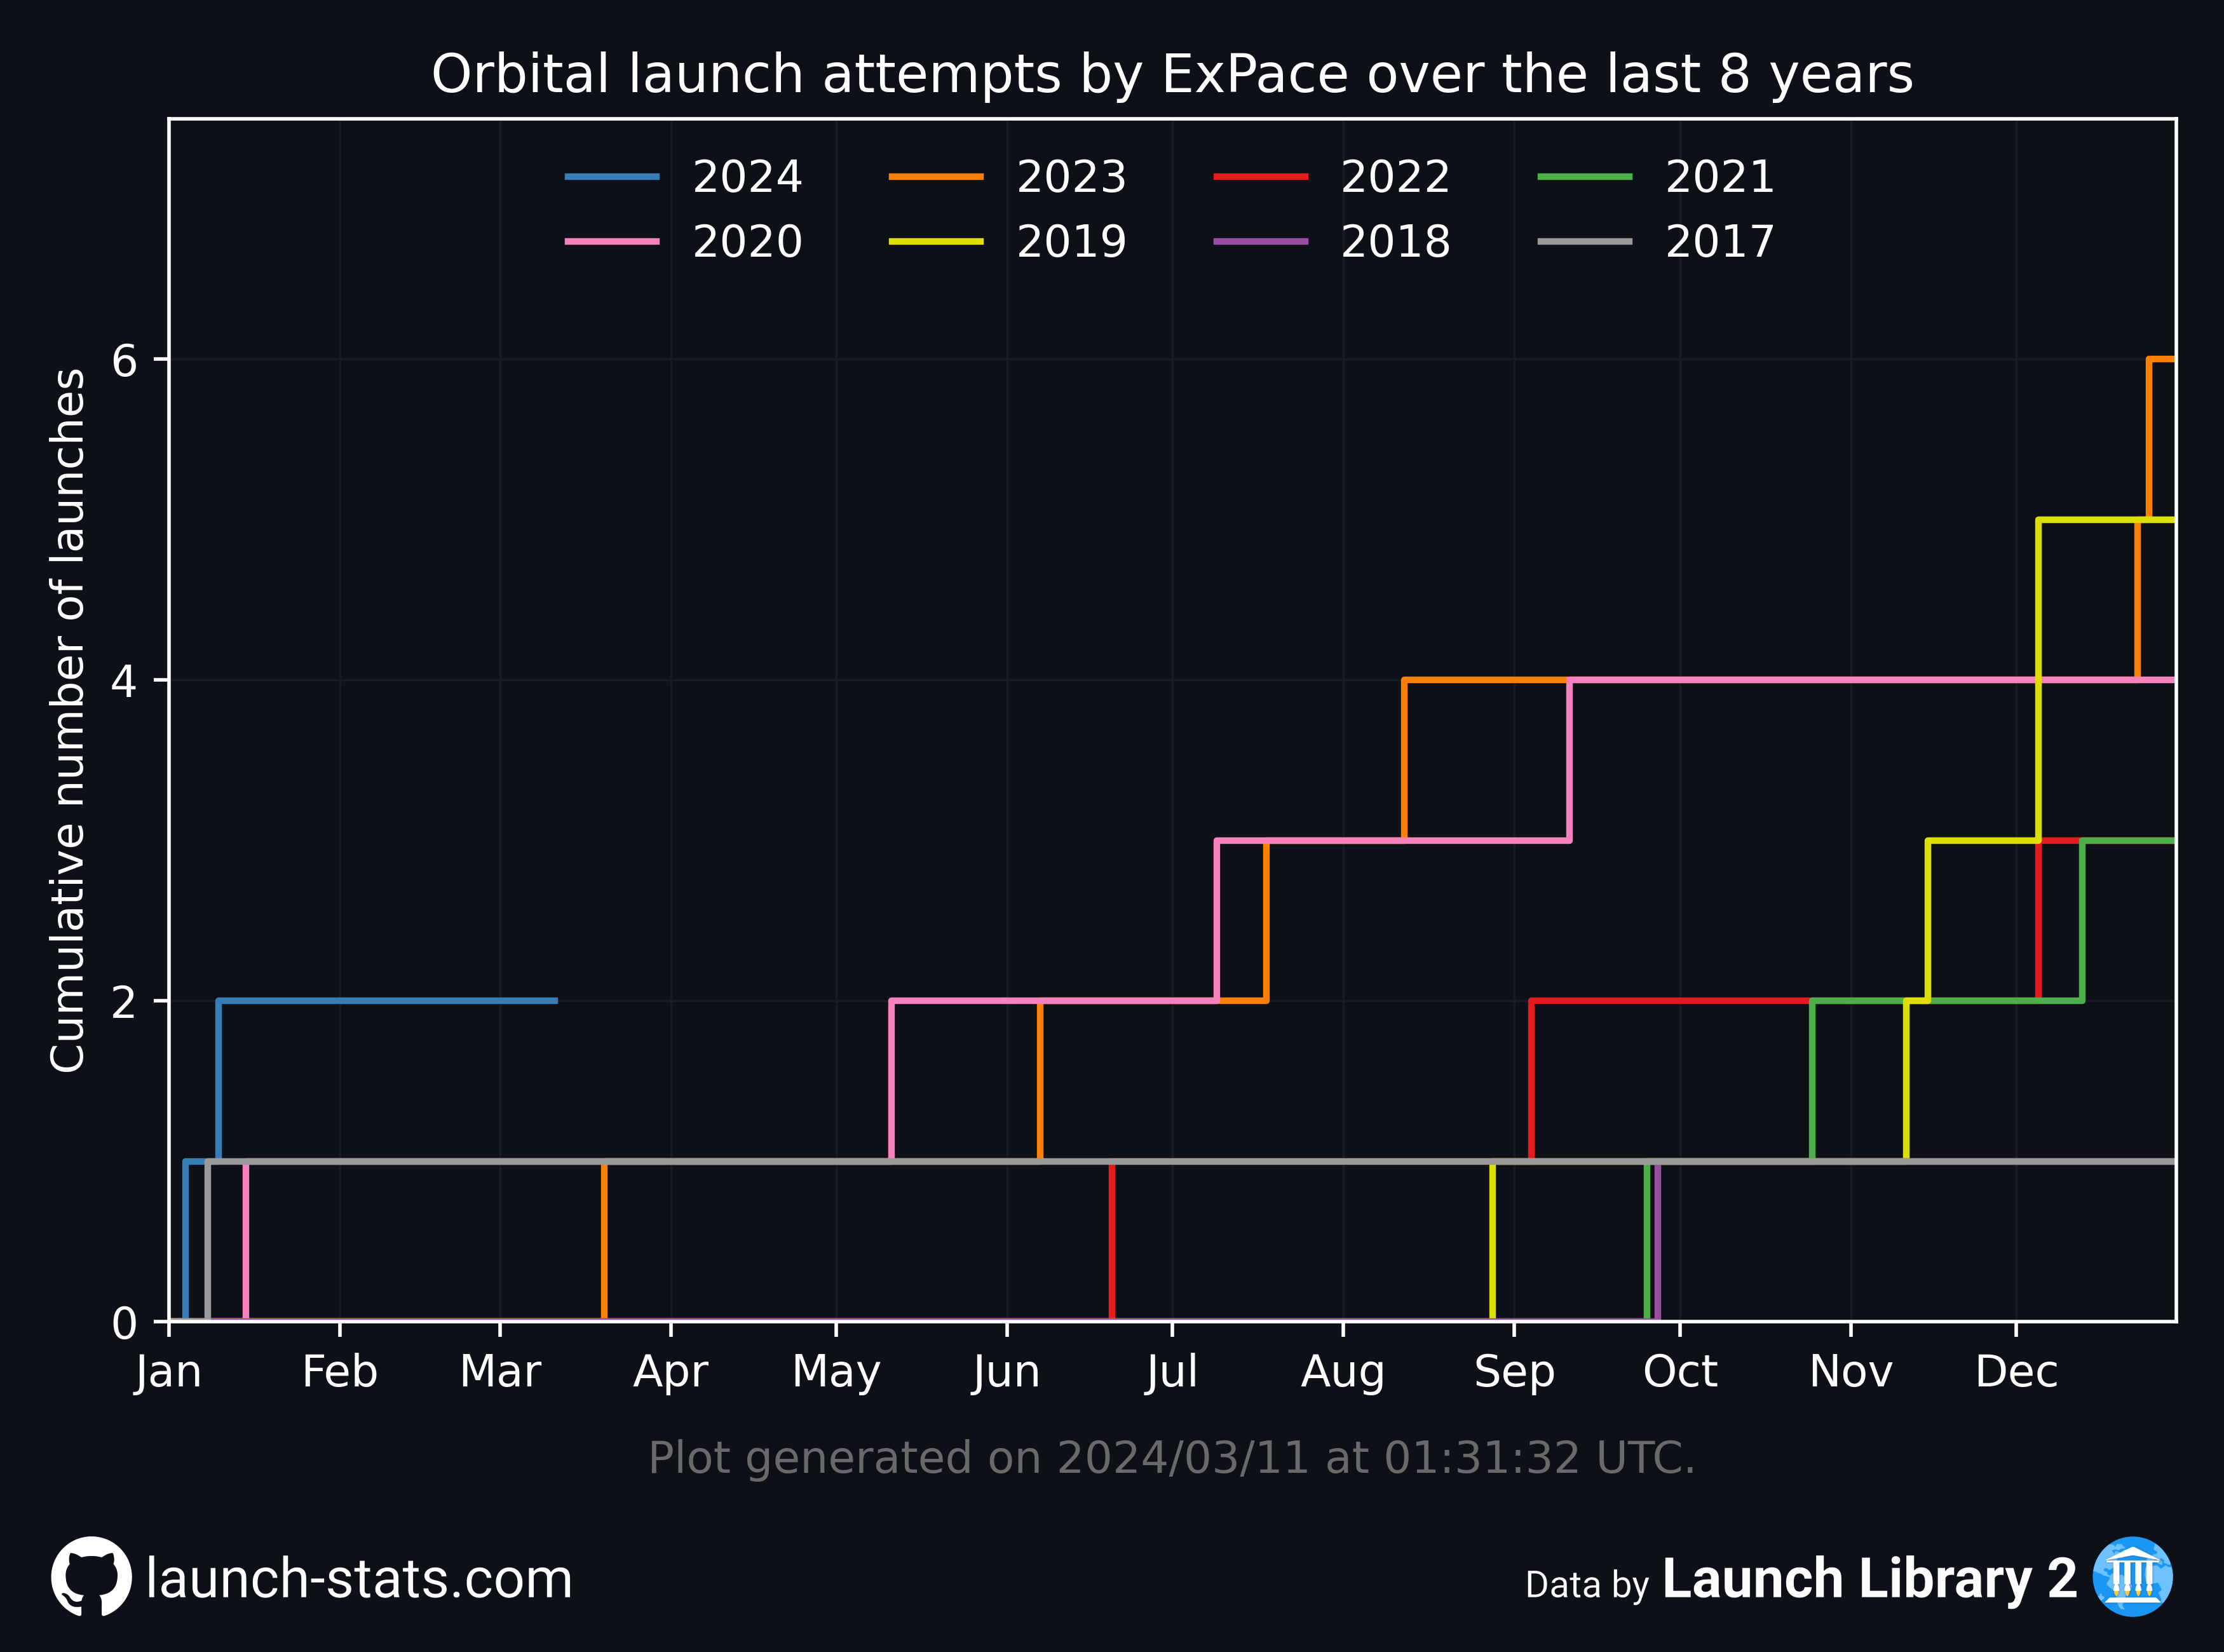 Orbital launch attempts by ExPace over the last 8 years
2024 2023 2022 2021
2020 2019 2018 2017
Cumulative number of launches
6
4
2
0
Jan Feb Mar Apr May Jun Jul Aug Sep Oct Nov Dec
Plot generated on 2024/03/11 at 01:31:32 UTC.
launch-stats.com
Data by Launch Library 2